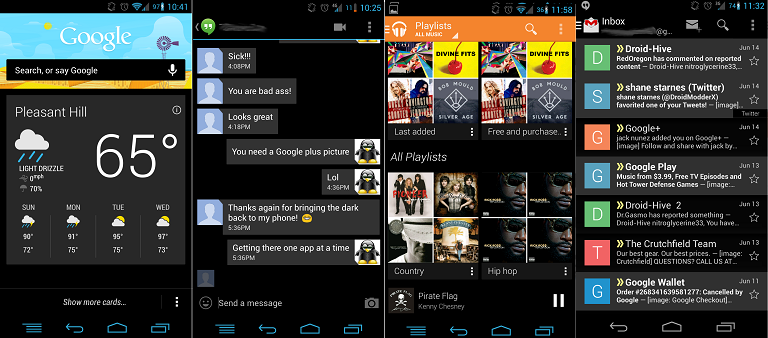 10:41
Google
Search, or say Google
Pleasant Hill
65°
LIGHT DRIZZLE
70%
SUN MON TUE WED
90° 91° 95° 97°
72° 75° 75° 73°
Show more cards...
10:25
Sick!!!
4:08PM
You are bad ass!
Looks great
4:18PM
You need a Google plus picture
Lol
4:36PM
Thanks again for bringing the dark
back to my phone!
5:36PM
Getting there one app at a time
5:36PM
Send a message
11:58
Playlists
ALL MUSIC
DIVINE FITS
DIVINE FITS
BOB MOULD
SILVER AGE
BOB MOULD
SILVER AGE
Last added
Free and purchase..
All Playlists
Country
Hip hop
Pirate Flag
Kenny Chesney
11:32
Inbox
@g...
Jun 14
D Droid-Hive
RedOregon has commented on reported
content — Droid-Hive nitroglycerine33,...
Jun 14
S shane starnes (Twitter)
shane starnes (@DroidModderX)
favorited one of your Tweets! — [image:
Twitter
Jun 14
G Google+
jack nunez added you on Google+ —
[image] Follow and share with jack by...
Jun 13
G Google Play
Music from $3.99, Free TV Episodes and
Hot Tower Defense Games! — [image:
Jun 13
D Droid-Hive 2
Dr.Gasmo has reported something —
Droid-Hive nitroglycerine33, You have...
Jun 13
T The Crutchfield Team
Our best gear. Our best prices. — [image:
Crutchfield] QUESTIONS? CALL US AT...
Jun 11
G Google Wallet
Order #268341639581277: Cancelled by
Google — [image: Google Checkout]...